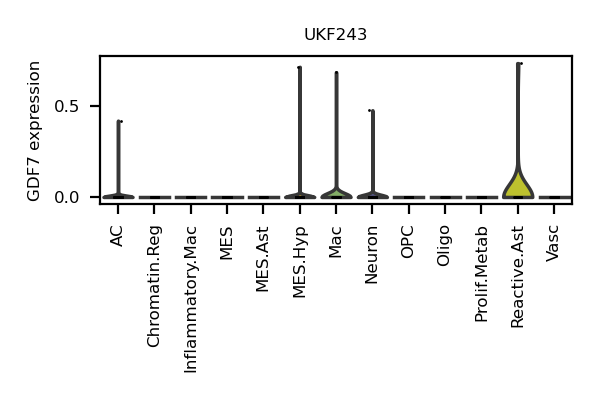 UKF243
GDF7 expression
0.5
0.0
AC
Chromatin.Reg
Inflammatory.Mac
MES
MES.Ast
MES.Hyp
Mac
Neuron
OPC
Oligo
Prolif.Metab
Reactive.Ast
Vasc